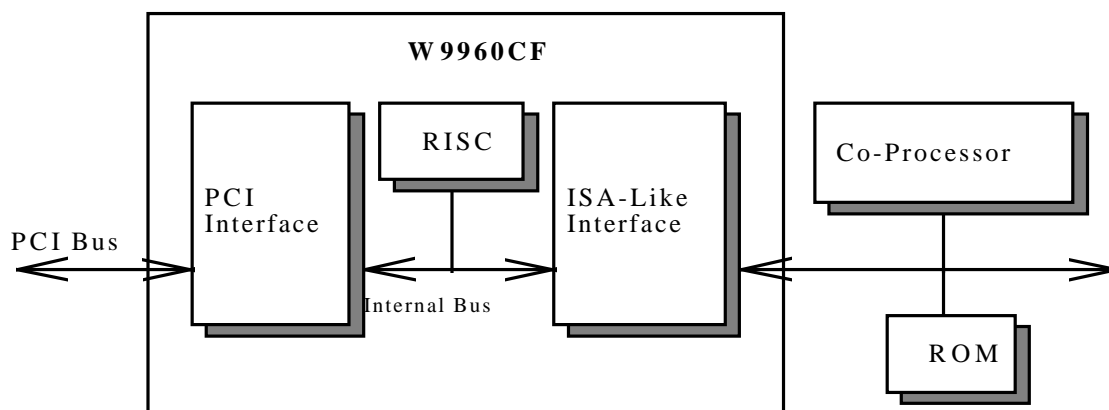 W9960CF
RISC
Co-Processor
PCI
Interface
ISA-Like
Interface
PCI Bus
Internal Bus
ROM